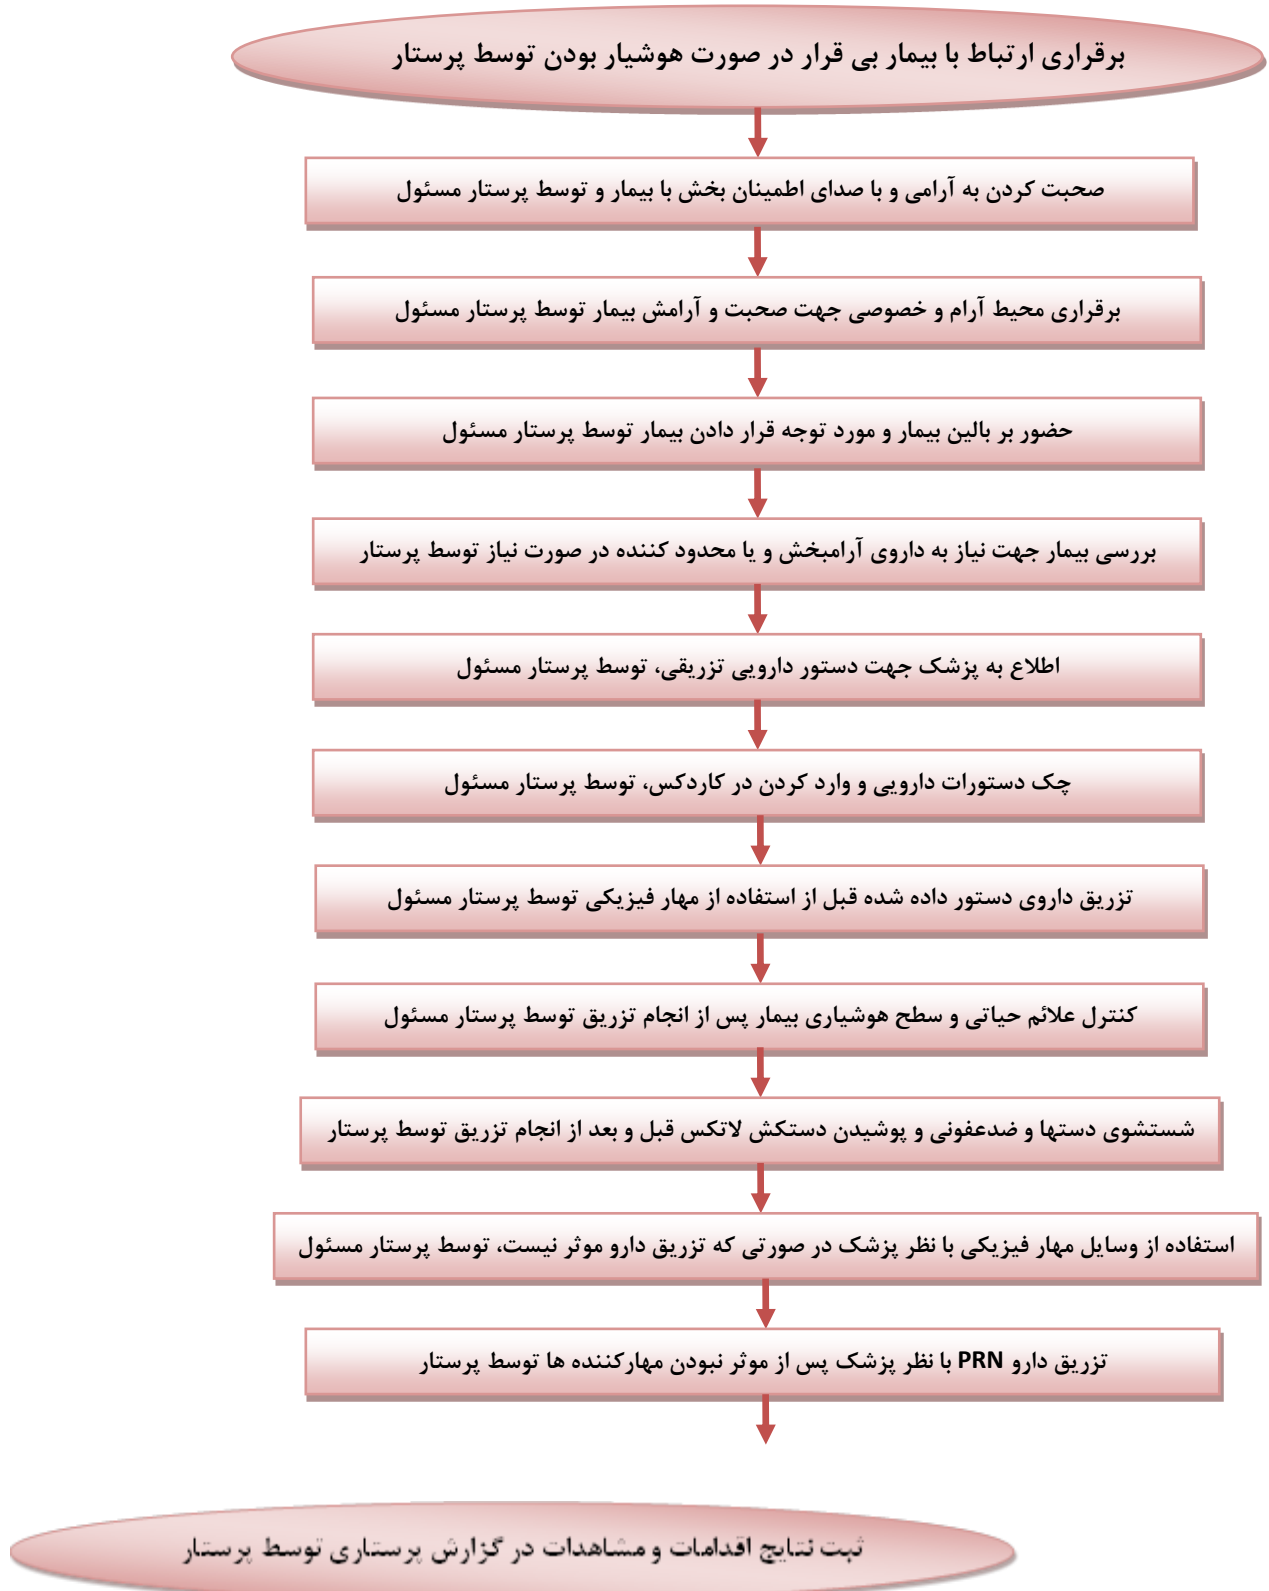 برقراری ارتباط با بیمار بی قرار در صورت هوشیار بودن توسط پرستار
صحبت کردن به آرامی و با صدای اطمینان بخش با بیمار و توسط پرستار مسئول
برقراری محیط آرام و خصوصی جهت صحبت و آرامش بیمار توسط پرستار مسئول
حضور بر بالین بیمار و مورد توجه قرار دادن بیمار توسط پرستار مسئول
بررسی بیمار جهت نیاز به داروی آرامبخش و یا محدود کننده در صورت نیاز توسط پرستار
اطلاع به پزشک جهت دستور دارویی تزریقی، توسط پرستار مسئول
چک دستورات دارویی و وارد کردن در کاردکس، توسط پرستار مسئول
تزریق داروی دستور داده شده قبل از استفاده از مهار فیزیکی توسط پرستار مسئول
کنترل علائم حیاتی و سطح هوشیاری بیمار پس از انجام تزریق توسط پرستار مسئول
شستشوی دستها و ضدعفونی و پوشیدن دستکش لاتکس قبل و بعد از انجام تزریق توسط پرستار
استفاده از وسایل مهار فیزیکی با نظر پزشک در صورتی که تزریق دارو موثر نیست، توسط پرستار مسئول
تزریق دارو PRN با نظر پزشک پس از موثر نبودن مهارکننده ها توسط پرستار
ثبت نتایج اقدامات و مشاهدات در گزارش پرستاری توسط پرستار